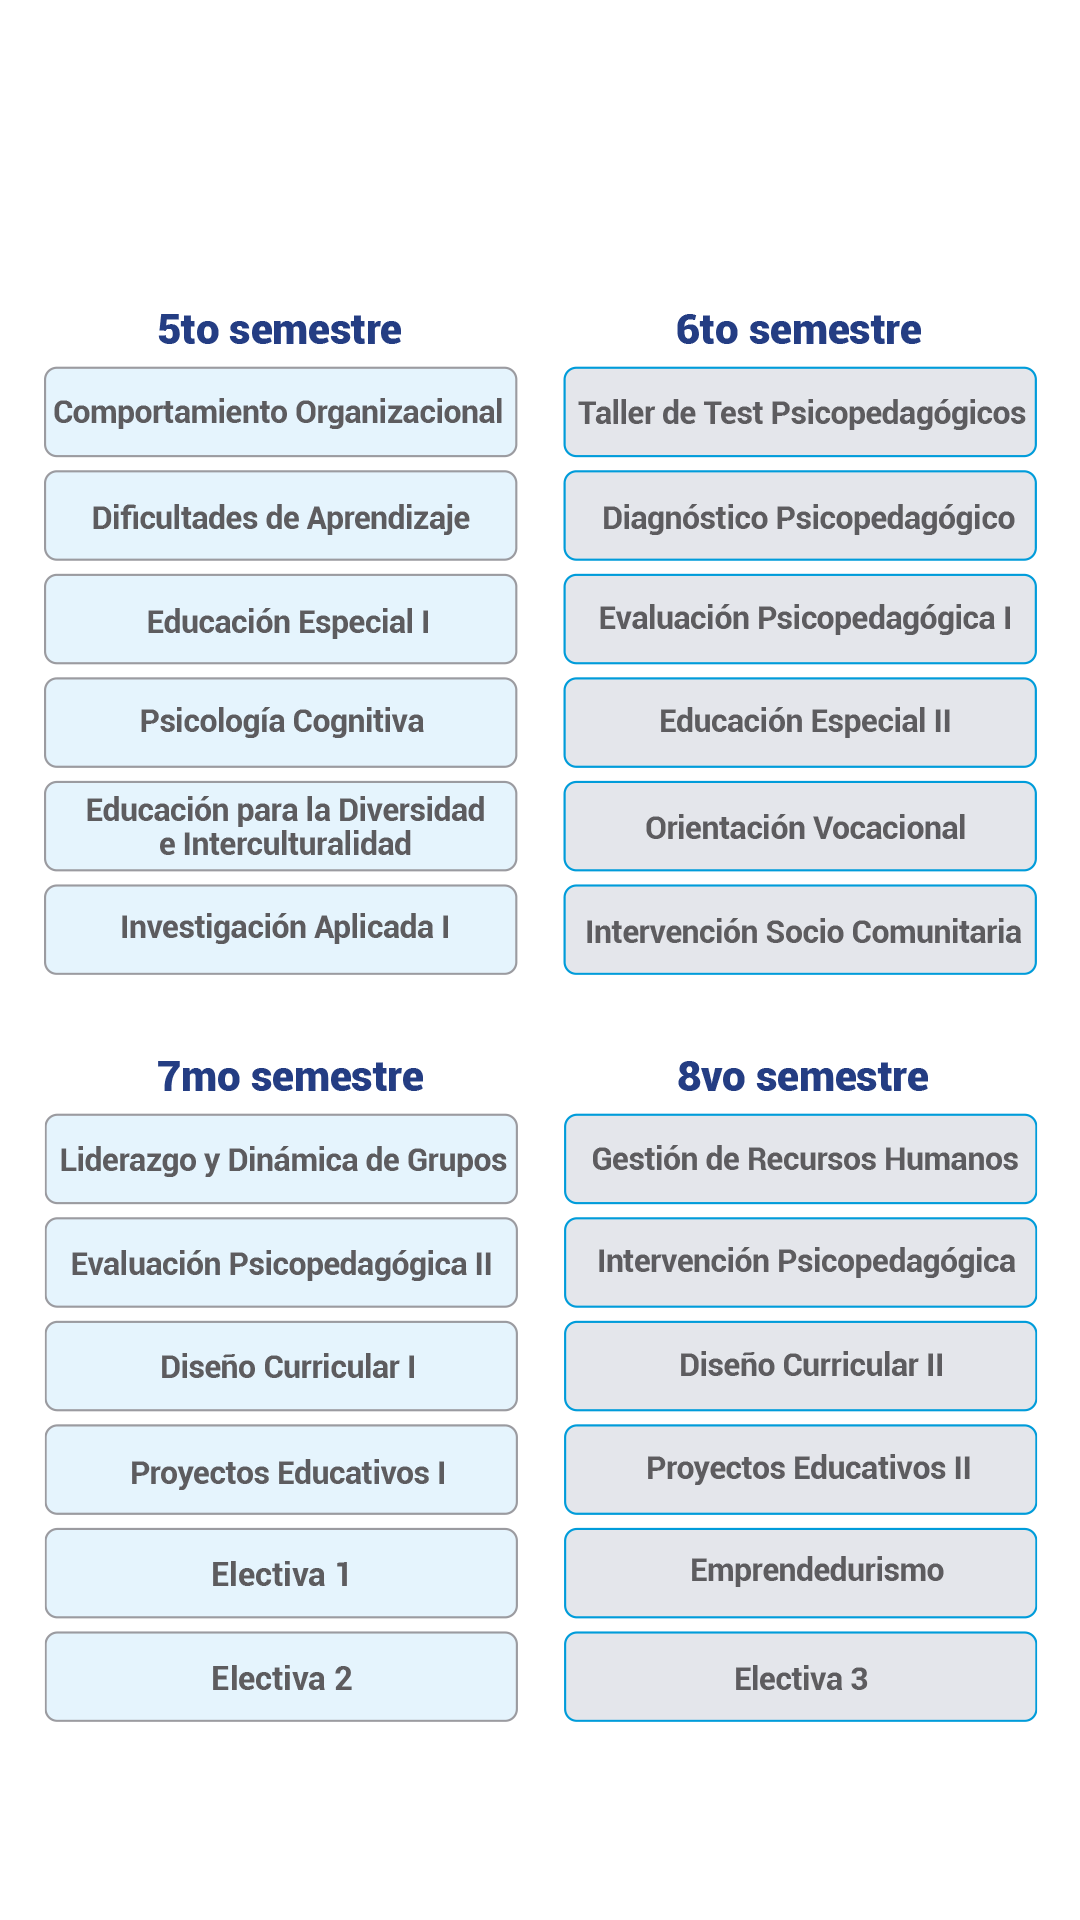 5to semestre
Comportamiento Organizacional
Dificultades de Aprendizaje
Educación Especial I
Psicología Cognitiva
Educación para la Diversidad
e Interculturalidad
Investigación Aplicada I
6to semestre
Taller de Test Psicopedagógicos
Diagnóstico Psicopedagógico
Evaluación Psicopedagógica I
Educación Especial II
Orientación Vocacional
Intervención Socio Comunitaria
7mo semestre
Liderazgo y Dinámica de Grupos
Evaluación Psicopedagógica II
Diseño Curricular I
Proyectos Educativos I
Electiva 1
Electiva 2
8vo semestre
Gestión de Recursos Humanos
Intervención Psicopedagógica
Diseño Curricular II
Proyectos Educativos II
Emprendedurismo
Electiva 3